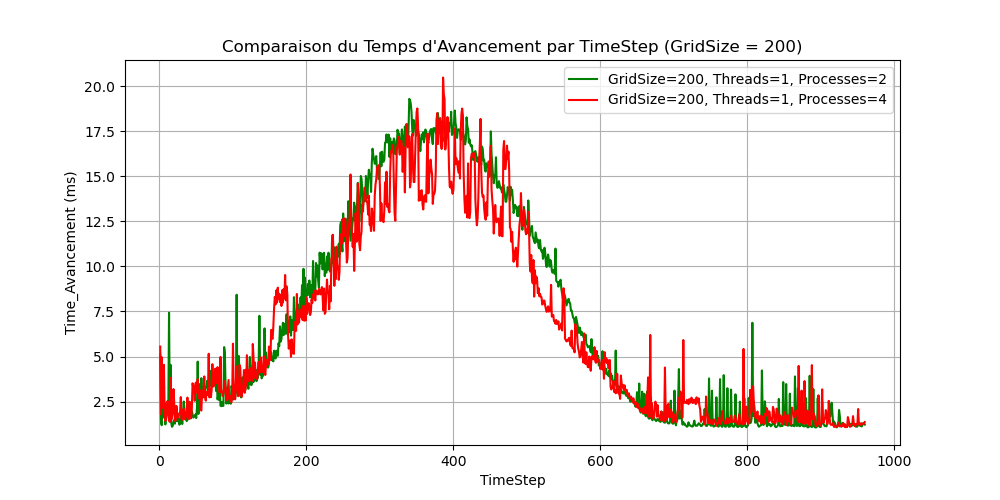 Comparaison du Temps d'Avancement par TimeStep (GridSize = 200)
GridSize=200, Threads=1, Processes=2
GridSize=200, Threads=1, Processes=4
Time_Avancement (ms)
20.0
17.5
15.0
12.5
10.0
7.5
5.0
2.5
0 200 400 600 800 1000
TimeStep